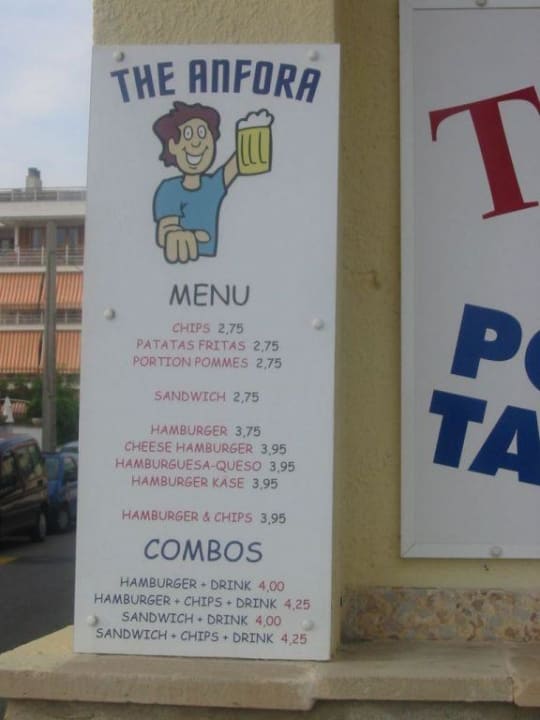 THE ANFORA
MENU
CHIPS 2,75
PATATAS FRITAS 2,75
PORTION POMMES 2,75
SANDWICH 2,75
HAMBURGER 3,75
CHEESE HAMBURGER 3,95
HAMBURGUESA-QUESO 3,95
HAMBURGER KÄSE 3,95
HAMBURGER & CHIPS 3,95
COMBOS
HAMBURGER + DRINK 4,00
HAMBURGER + CHIPS + DRINK 4,25
SANDWICH + DRINK 4,00
SANDWICH + CHIPS + DRINK 4,25